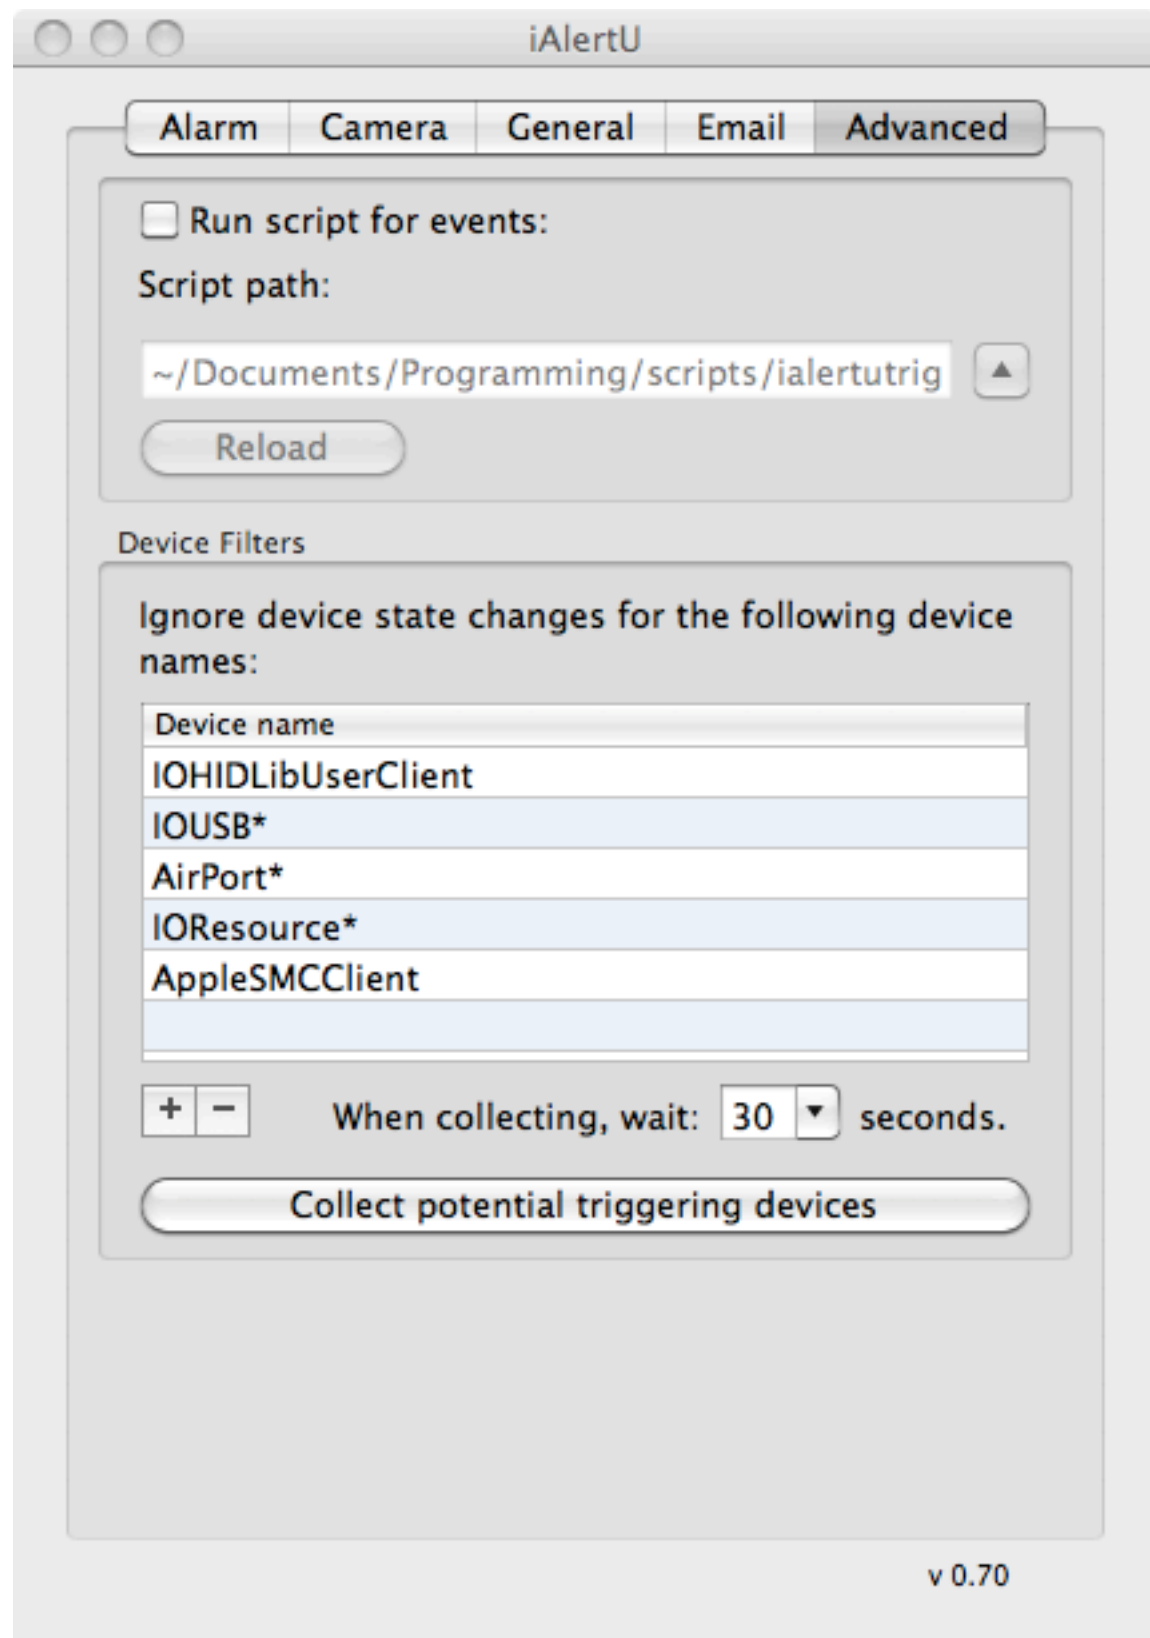 iAlertU
Alarm Camera General Email Advanced
Run script for events:
Script path:
~/Documents/Programming/scripts/ialertutrig
Reload
Device Filters
Ignore device state changes for the following device
names:
Device name
IOHIDLibUserClient
IOUSB*
AirPort*
IOResource*
AppleSMCClient
+ −
When collecting, wait: 30 seconds.
Collect potential triggering devices
v 0.70